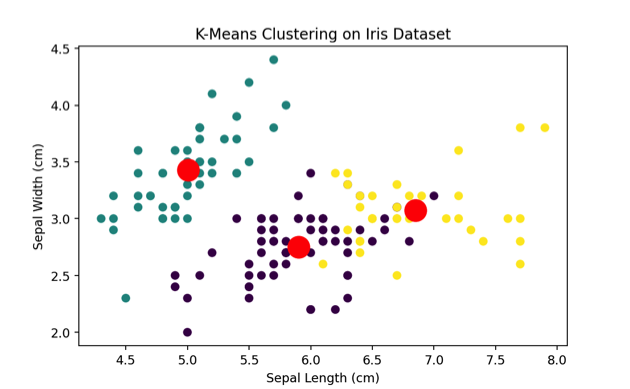 K-Means Clustering on Iris Dataset
4.5
4.0
3.5
3.0
2.5
2.0
Sepal Width (cm)
4.5 5.0 5.5 6.0 6.5 7.0 7.5 8.0
Sepal Length (cm)